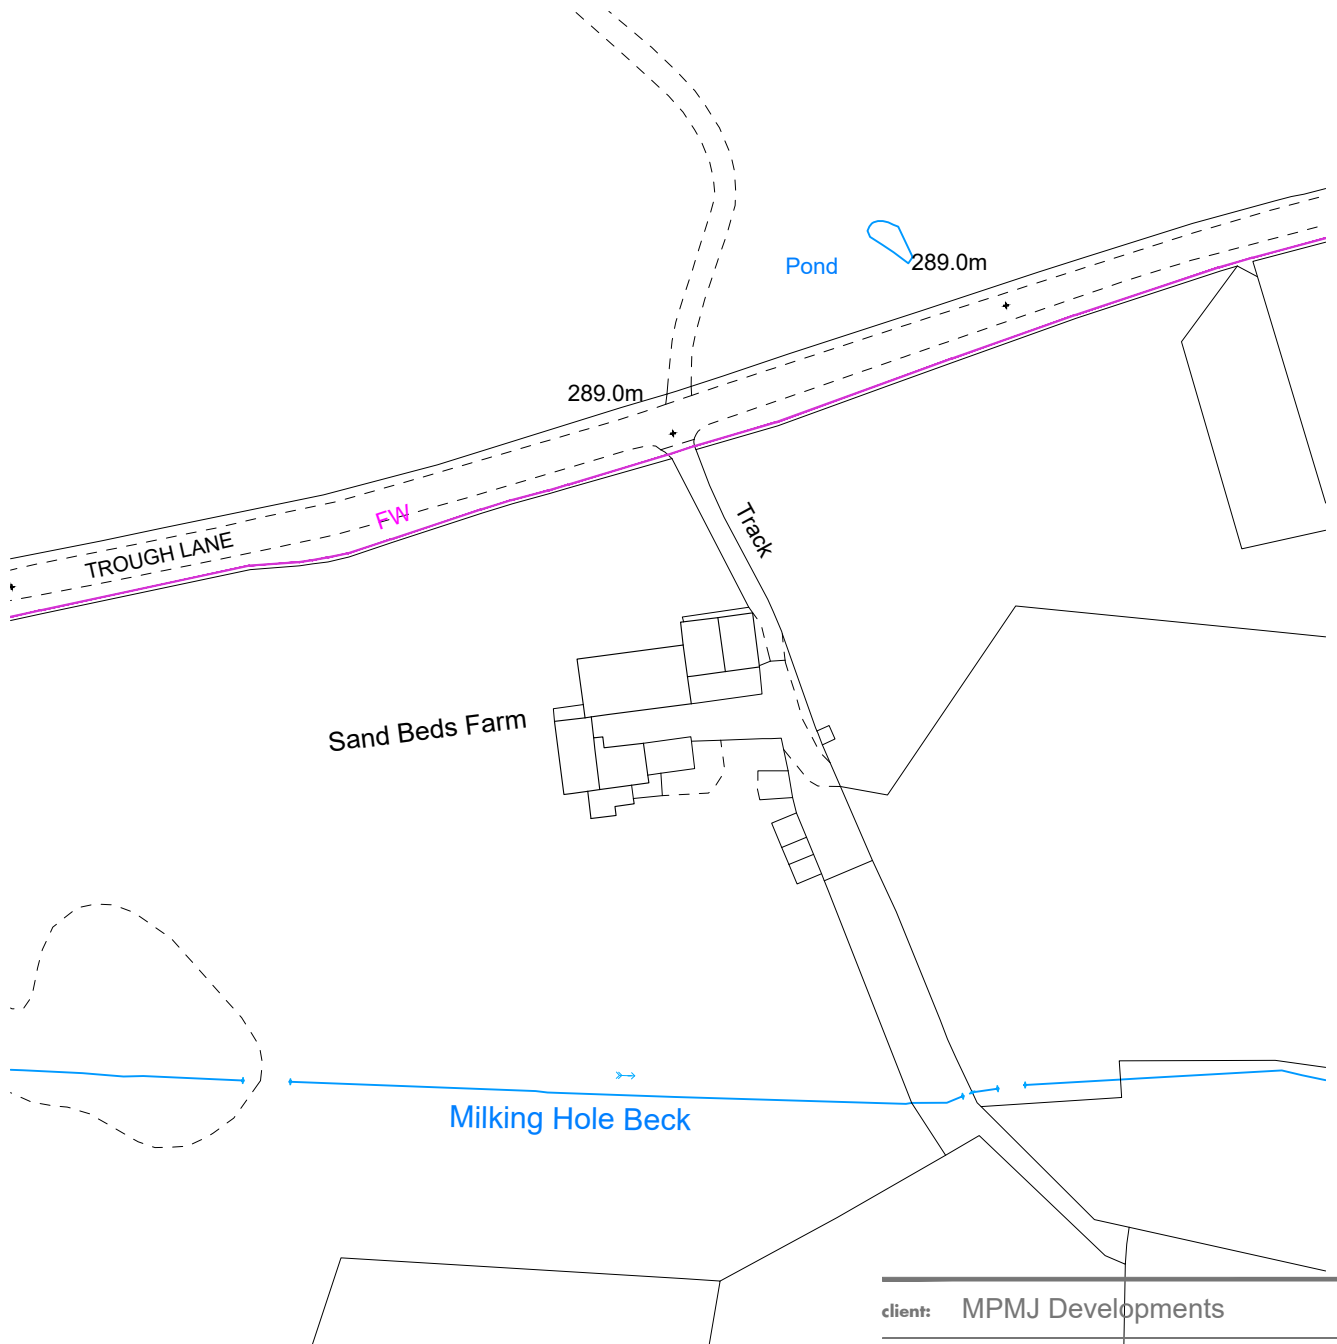 Pond
289.0m
289.0m
FW
TROUGH LANE
Track
Sand Beds Farm
Milking Hole Beck
client: MPMJ Developments